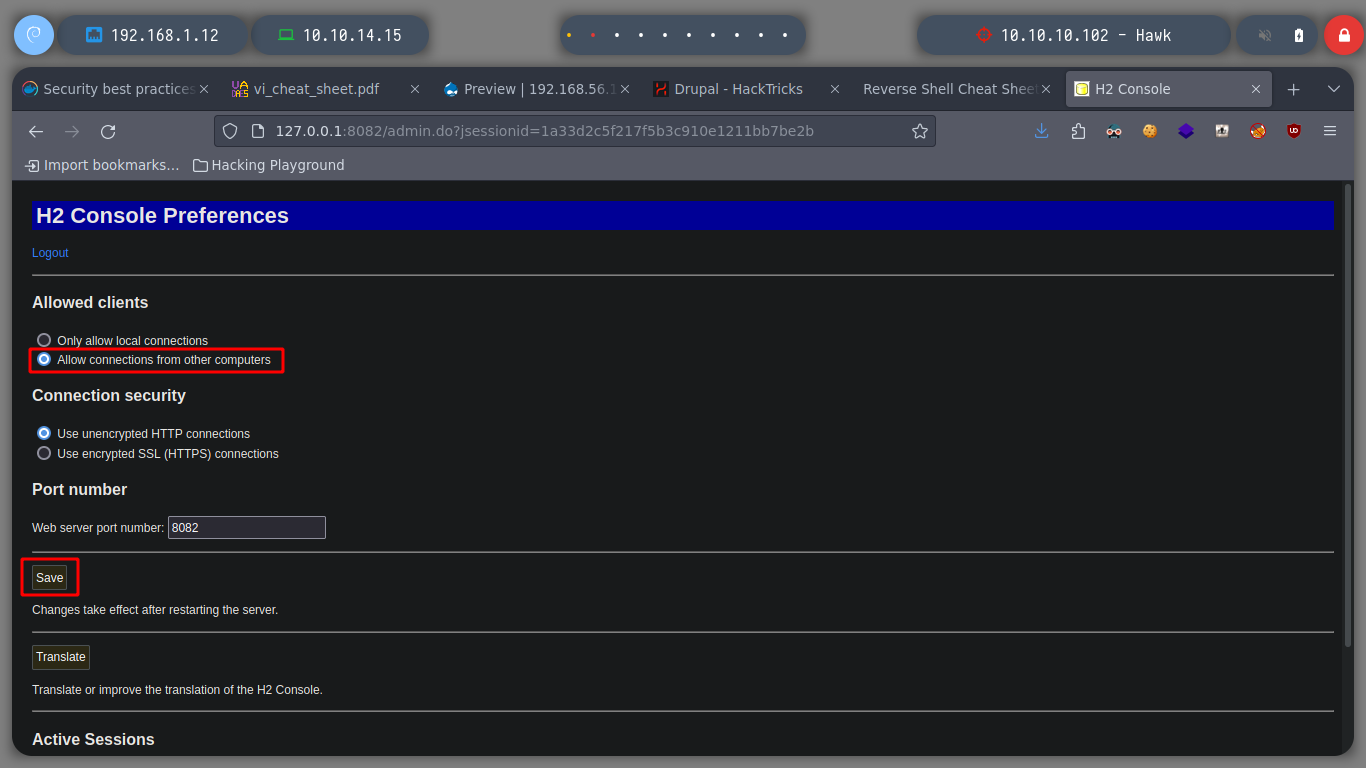 192.168.1.12
10.10.14.15
10.10.10.102 - Hawk
Security best practices
vi_cheat_sheet.pdf
Preview | 192.168.56.1
Drupal - HackTricks
Reverse Shell Cheat Sheet
H2 Console
127.0.0.1:8082/admin.do?jsessionid=1a33d2c5f217f5b3c910e1211bb7be2b
Import bookmarks...
Hacking Playground
H2 Console Preferences
Logout
Allowed clients
Only allow local connections
Allow connections from other computers
Connection security
Use unencrypted HTTP connections
Use encrypted SSL (HTTPS) connections
Port number
Web server port number: 8082
Save
Changes take effect after restarting the server.
Translate
Translate or improve the translation of the H2 Console.
Active Sessions